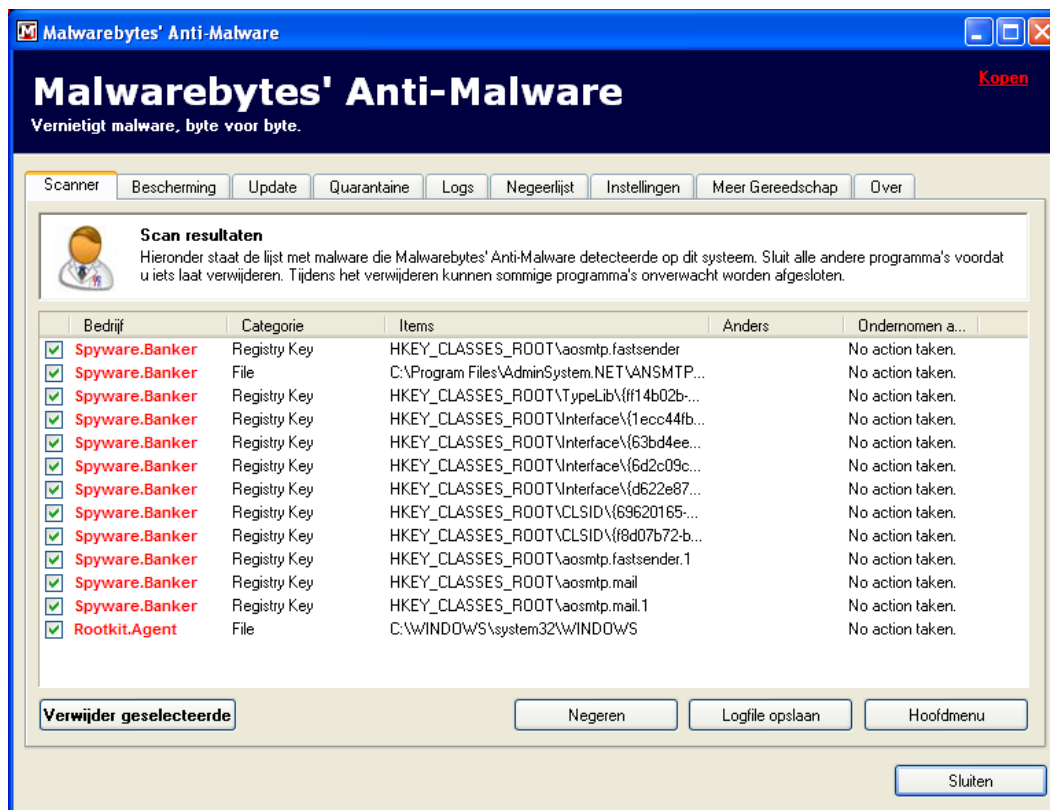 Malwarebytes' Anti-Malware
Malwarebytes' Anti-Malware
Kopen
Vernietigt malware, byte voor byte.
Scanner Bescherming Update Quarantaine Logs Negeerlijst Instellingen Meer Gereedschap Over
Scan resultaten
Hieronder staat de lijst met malware die Malwarebytes' Anti-Malware detecteerde op dit systeem. Sluit alle andere programma's voordat
u iets laat verwijderen. Tijdens het verwijderen kunnen sommige programma's onverwacht worden afgesloten.
Bedrijf Categorie Items Anders Ondernomen a...
Spyware.Banker Registry Key HKEY_CLASSES_ROOT\aosmtp.fastsender No action taken.
Spyware.Banker File C:\Program Files\AdminSystem.NET\ANSMTP... No action taken.
Spyware.Banker Registry Key HKEY_CLASSES_ROOT\TypeLib\{ff14b02b-... No action taken.
Spyware.Banker Registry Key HKEY_CLASSES_ROOT\Interface\{1ecc44fb... No action taken.
Spyware.Banker Registry Key HKEY_CLASSES_ROOT\Interface\{63bd4ee... No action taken.
Spyware.Banker Registry Key HKEY_CLASSES_ROOT\Interface\{6d2c09c... No action taken.
Spyware.Banker Registry Key HKEY_CLASSES_ROOT\Interface\{d622e87... No action taken.
Spyware.Banker Registry Key HKEY_CLASSES_ROOT\CLSID\{69620165-... No action taken.
Spyware.Banker Registry Key HKEY_CLASSES_ROOT\CLSID\{f8d07b72-b... No action taken.
Spyware.Banker Registry Key HKEY_CLASSES_ROOT\aosmtp.fastsender.1 No action taken.
Spyware.Banker Registry Key HKEY_CLASSES_ROOT\aosmtp.mail No action taken.
Spyware.Banker Registry Key HKEY_CLASSES_ROOT\aosmtp.mail.1 No action taken.
Rootkit.Agent File C:\WINDOWS\system32\WINDOWS No action taken.
Verwijder geselecteerde Negeren Logfile opslaan Hoofdmenu
Sluiten